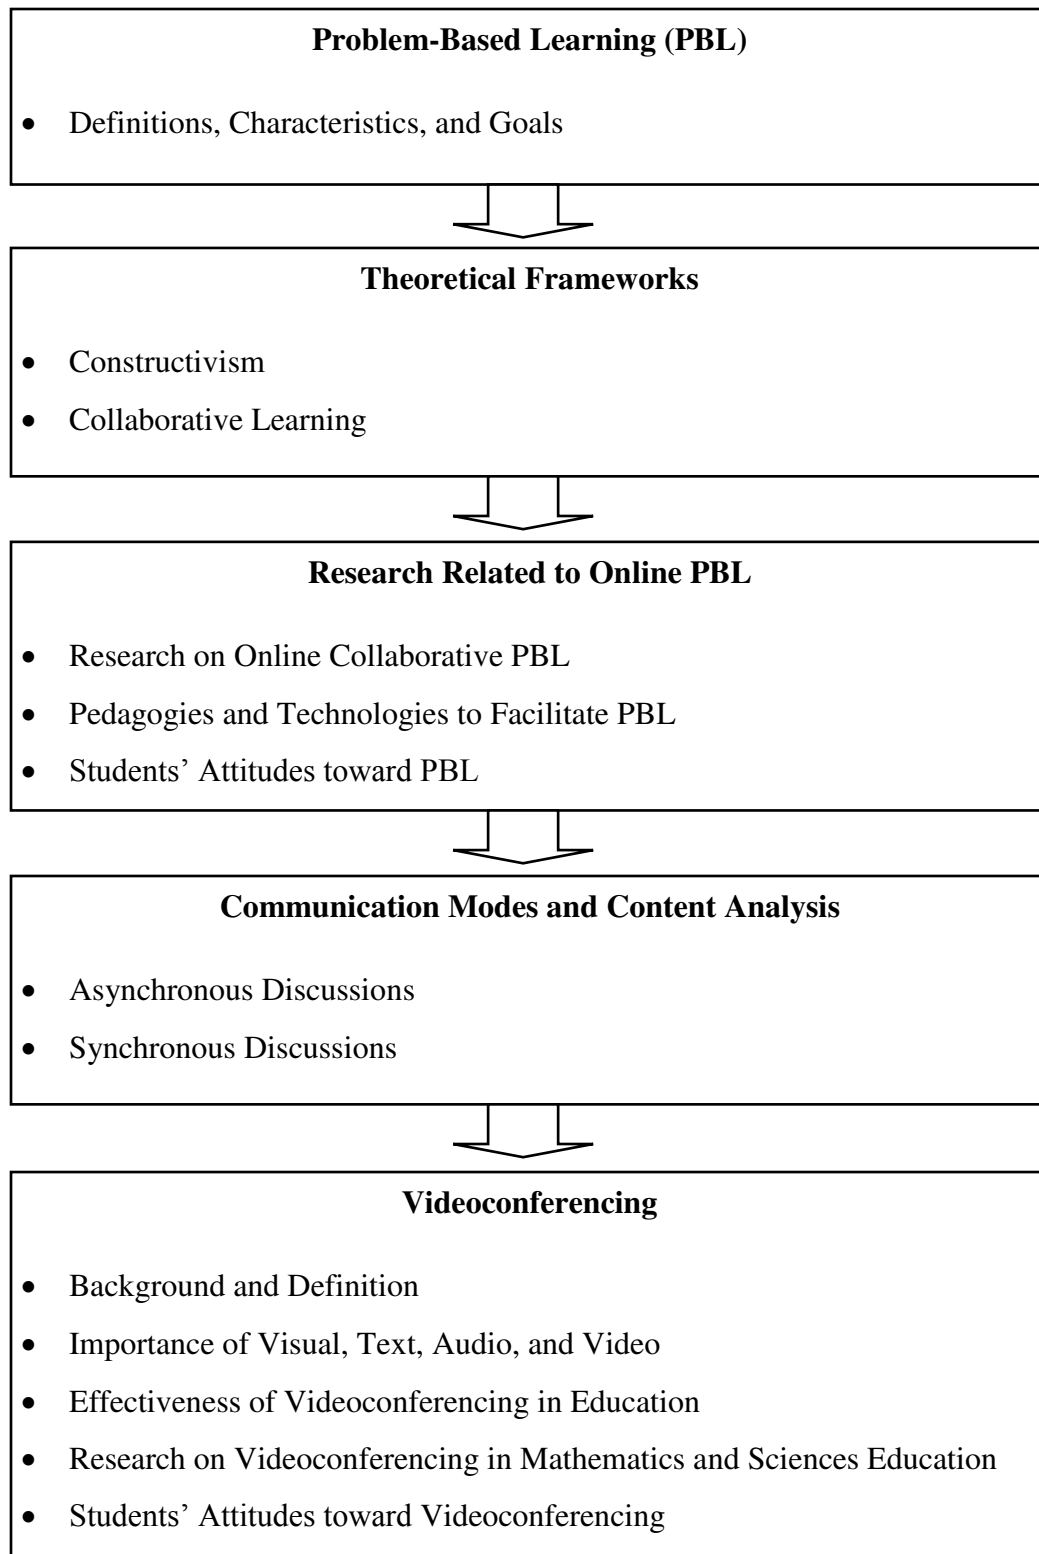 Problem-Based Learning (PBL)
• Definitions, Characteristics, and Goals
Theoretical Frameworks
• Constructivism
• Collaborative Learning
Research Related to Online PBL
• Research on Online Collaborative PBL
• Pedagogies and Technologies to Facilitate PBL
• Students’ Attitudes toward PBL
Communication Modes and Content Analysis
• Asynchronous Discussions
• Synchronous Discussions
Videoconferencing
• Background and Definition
• Importance of Visual, Text, Audio, and Video
• Effectiveness of Videoconferencing in Education
• Research on Videoconferencing in Mathematics and Sciences Education
• Students’ Attitudes toward Videoconferencing